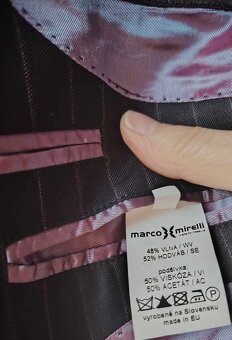 marco mirelli
48% VLNA / WV
52% HODVÁB / SE
podšívka:
50% VISKÓZA / VI
50% ACETÁT / AC
vyrobené na Slovensku
made in EU